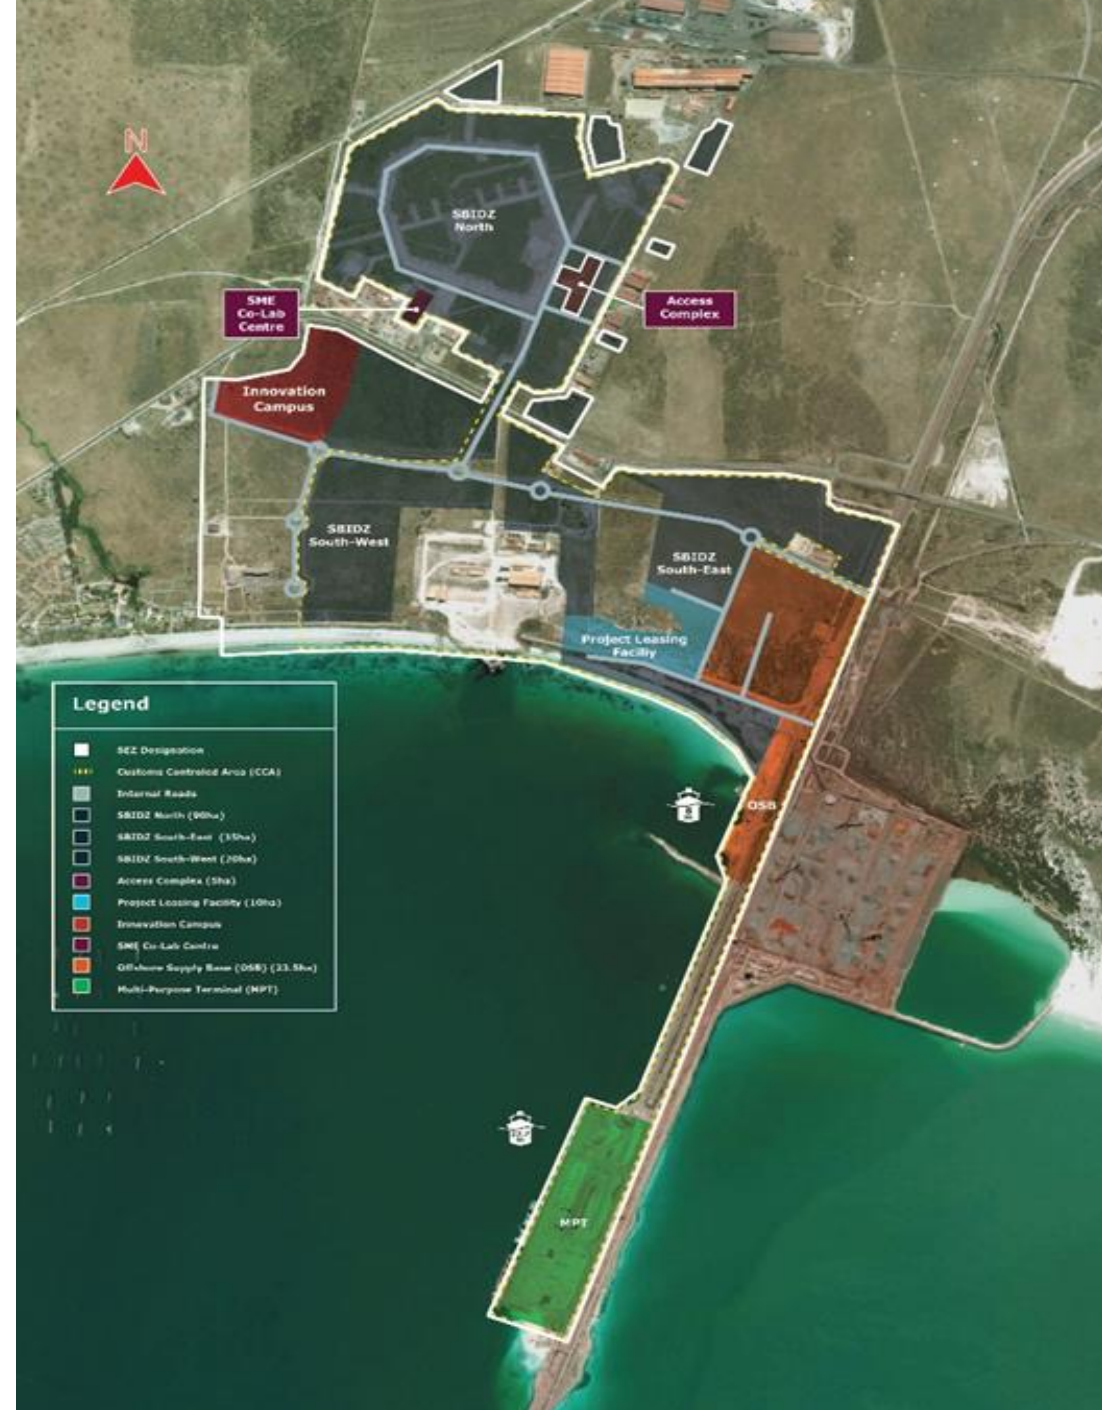 N
SBIDZ
North
SME
Co-Lab
Centre
Access
Complex
Innovation
Campus
SBIDZ
South-West
SBIDZ
South-East
Project Leasing
Faciliy
OSB
MPT
Legend
SEZ Designation
Customs Controled Area (CCA)
Internal Roads
SBIDZ North (90ha)
SBIDZ South-East (35ha)
SBIDZ South-West (20ha)
Access Complex (5ha)
Project Leasing Facility (10ha)
Innovation Campus
SME Co-Lab Centre
Offshore Supply Base (OSB) (23.5ha)
Multi-Purpose Terminal (MPT)